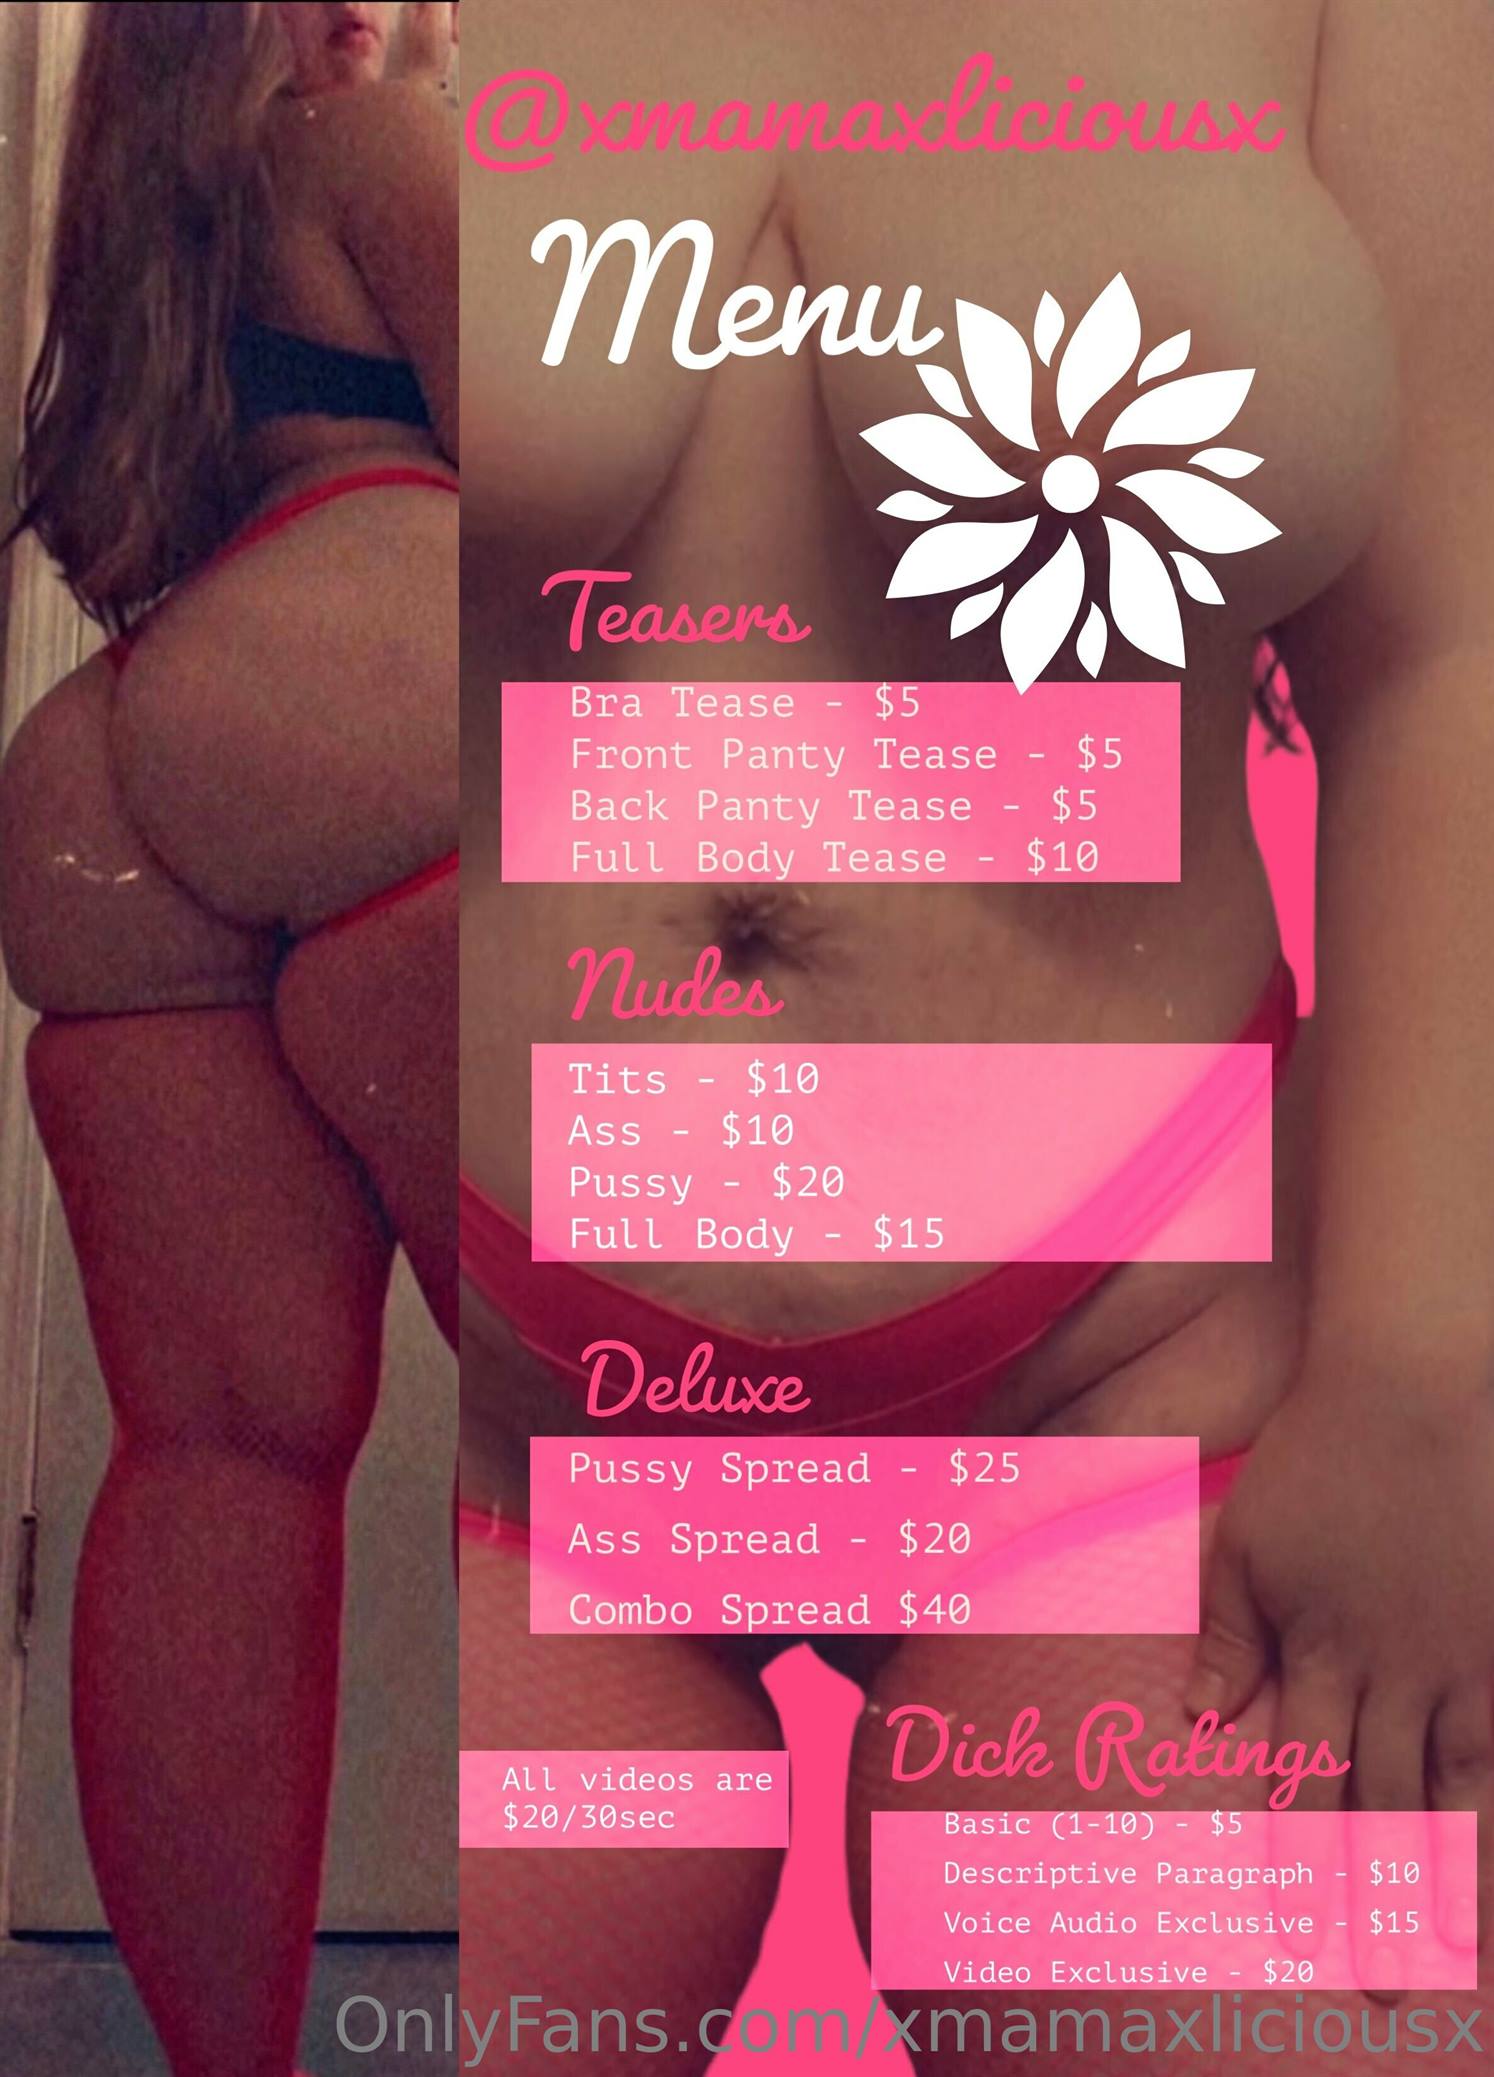 @xmamaxliciousx
Menu
Teasers
Bra Tease - $5
Front Panty Tease - $5
Back Panty Tease - $5
Full Body Tease - $10
Nudes
Tits - $10
Ass - $10
Pussy - $20
Full Body - $15
Deluxe
Pussy Spread - $25
Ass Spread - $20
Combo Spread $40
All videos are
$20/30sec
Dick Ratings
Basic (1-10) - $5
Descriptive Paragraph - $10
Voice Audio Exclusive - $15
Video Exclusive - $20
OnlyFans.com/xmamaxliciousx